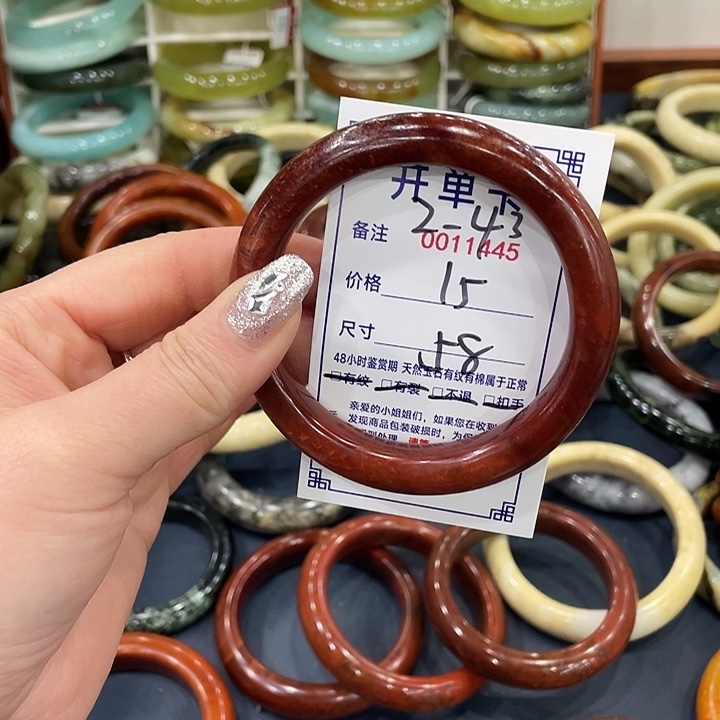 开单
2-43
备注 0011445
价格 15
尺寸 58
48小时鉴赏期 天然玉石有纹有棉属于正常
□有纹 □有裂 □不退 □扣手
亲爱的小姐姐们，如果您在收到
发现商品包装破损时，为保